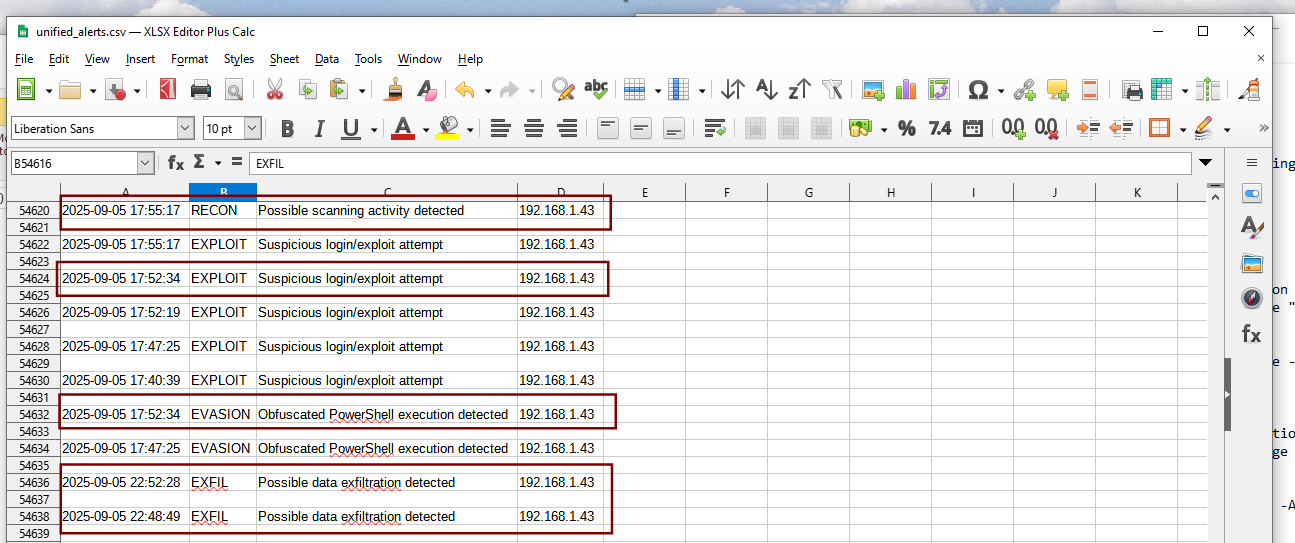 unified_alerts.csv — XLSX Editor Plus Calc
File Edit View Insert Format Styles Sheet Data Tools Window Help
Liberation Sans 10 pt B I U A % 7.4 0.0 0.0
B54616 fx Σ = EXFIL
A B C D E F G H I J K
54620 2025-09-05 17:55:17 RECON Possible scanning activity detected 192.168.1.43
54621
54622 2025-09-05 17:55:17 EXPLOIT Suspicious login/exploit attempt 192.168.1.43
54623
54624 2025-09-05 17:52:34 EXPLOIT Suspicious login/exploit attempt 192.168.1.43
54625
54626 2025-09-05 17:52:19 EXPLOIT Suspicious login/exploit attempt 192.168.1.43
54627
54628 2025-09-05 17:47:25 EXPLOIT Suspicious login/exploit attempt 192.168.1.43
54629
54630 2025-09-05 17:40:39 EXPLOIT Suspicious login/exploit attempt 192.168.1.43
54631
54632 2025-09-05 17:52:34 EVASION Obfuscated PowerShell execution detected 192.168.1.43
54633
54634 2025-09-05 17:47:25 EVASION Obfuscated PowerShell execution detected 192.168.1.43
54635
54636 2025-09-05 22:52:28 EXFIL Possible data exfiltration detected 192.168.1.43
54637
54638 2025-09-05 22:48:49 EXFIL Possible data exfiltration detected 192.168.1.43
54639